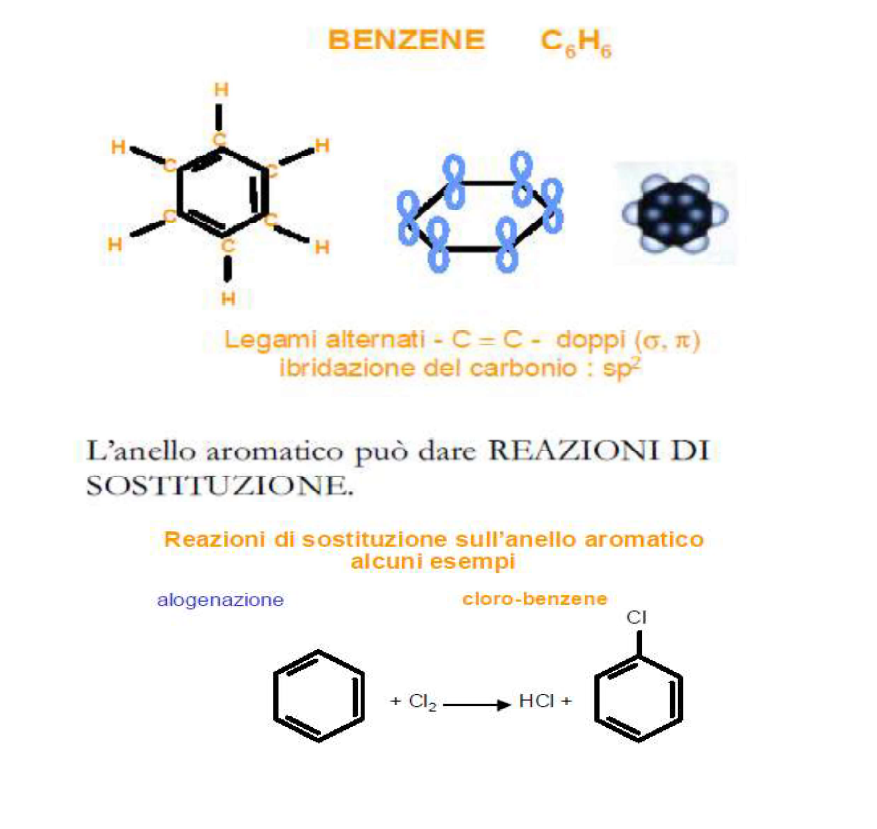 BENZENE C6H6
H
H C C C H
H C C C H
H
Legami alternati - C = C - doppi (σ, π)
ibridazione del carbonio : sp2
L'anello aromatico può dare REAZIONI DI
SOSTITUZIONE.
Reazioni di sostituzione sull'anello aromatico
alcuni esempi
alogenazione cloro-benzene
Cl
+ Cl2 HCl +